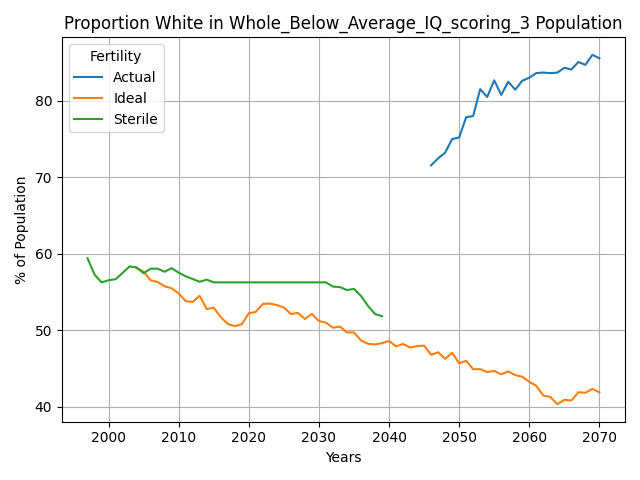 Proportion White in Whole_Below_Average_IQ_scoring_3 Population
Fertility
Actual
Ideal
Sterile
80
70
60
50
40
% of Population
2000 2010 2020 2030 2040 2050 2060 2070
Years